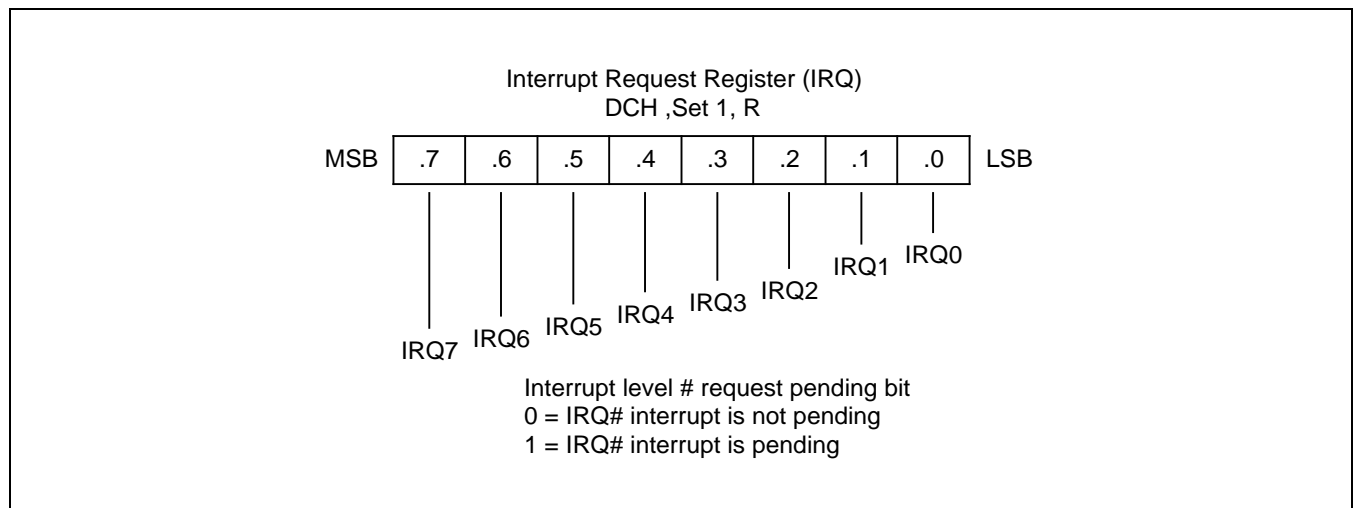 Interrupt Request Register (IRQ)
DCH ,Set 1, R
MSB .7 .6 .5 .4 .3 .2 .1 .0 LSB
IRQ7 IRQ6 IRQ5 IRQ4 IRQ3 IRQ2 IRQ1 IRQ0
Interrupt level # request pending bit
0 = IRQ# interrupt is not pending
1 = IRQ# interrupt is pending